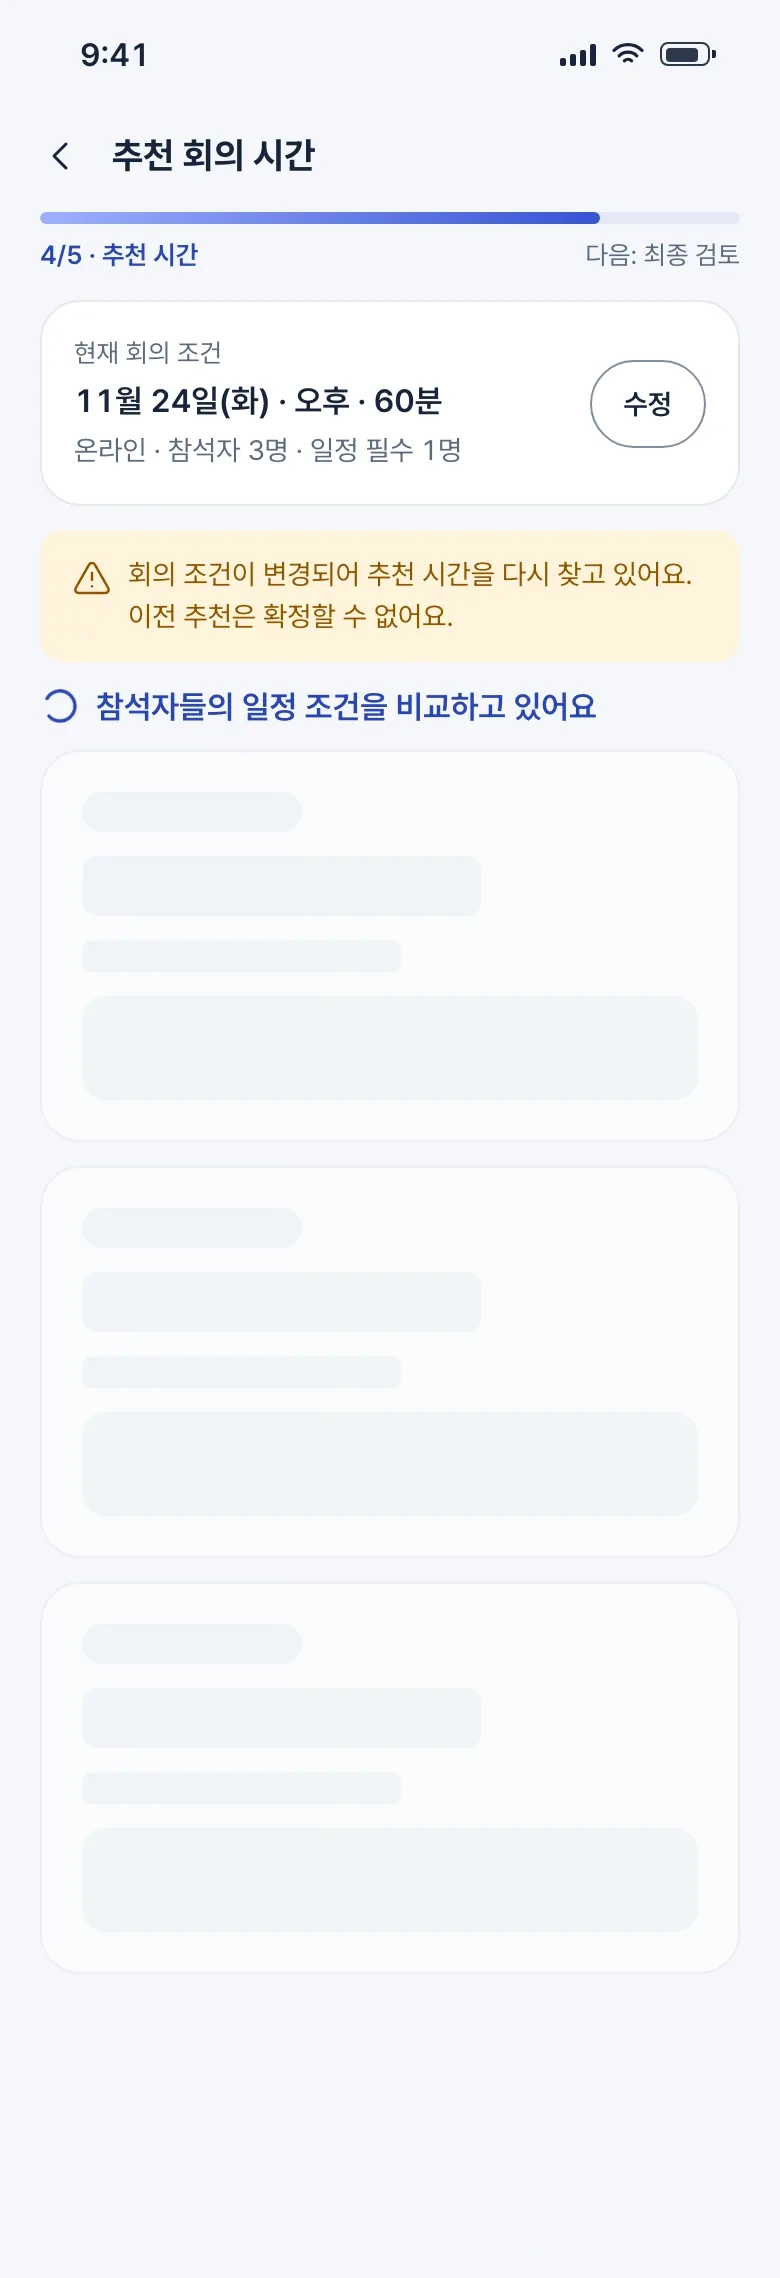 9:41
추천 회의 시간
4/5 · 추천 시간
다음: 최종 검토
현재 회의 조건
11월 24일(화) · 오후 · 60분
온라인 · 참석자 3명 · 일정 필수 1명
수정
회의 조건이 변경되어 추천 시간을 다시 찾고 있어요.
이전 추천은 확정할 수 없어요.
참석자들의 일정 조건을 비교하고 있어요